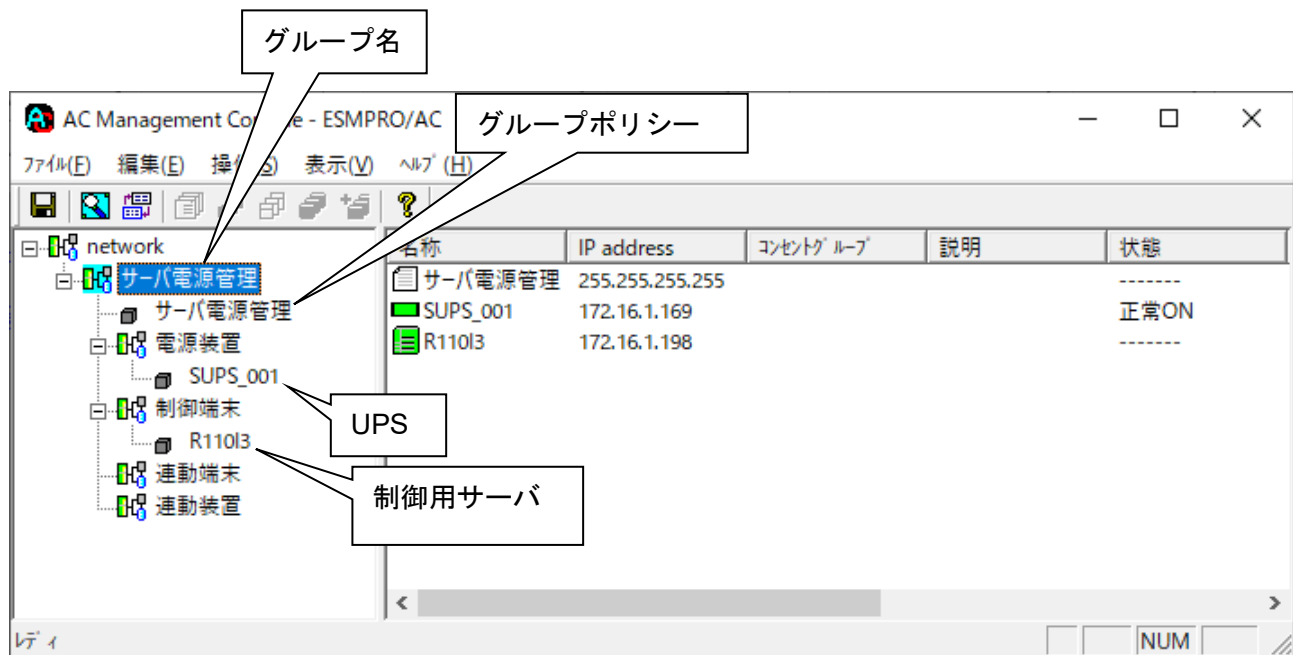 グループ名
AC Management Co e - ESMPRO/AC
グループポリシー
ﾌｧｲﾙ(F) 編集(E) 操 (S) 表示(V) ﾍﾙﾌﾟ(H)
network
サーバ電源管理
サーバ電源管理
電源装置
SUPS_001
制御端末
R110I3
連動端末
連動装置
名称 IP address ｺﾝｾﾝﾄｸﾞﾙｰﾌﾟ 説明 状態
サーバ電源管理 255.255.255.255 -------
SUPS_001 172.16.1.169 正常ON
R110I3 172.16.1.198 -------
UPS
制御用サーバ
ﾚﾃﾞｨ
NUM